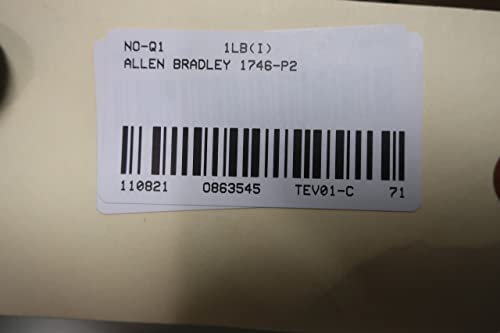 NO-Q1 1LB(I)
ALLEN BRADLEY 1746-P2
110821 0863545 TEV01-C 71